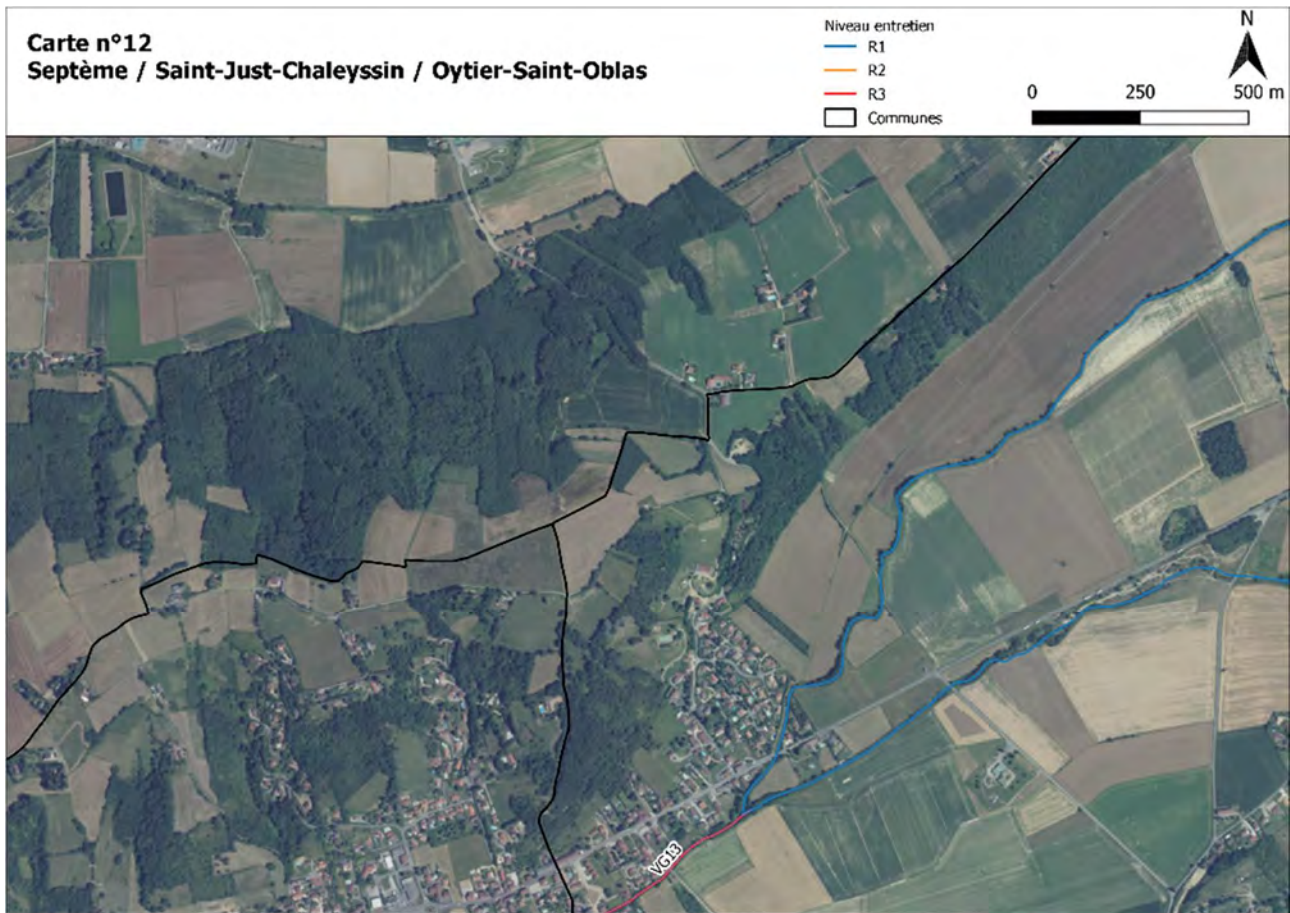 Carte n°12
Septème / Saint-Just-Chaleyssin / Oytier-Saint-Oblas
Niveau entretien
R1
R2
R3
Communes
N
0 250 500 m
VG13